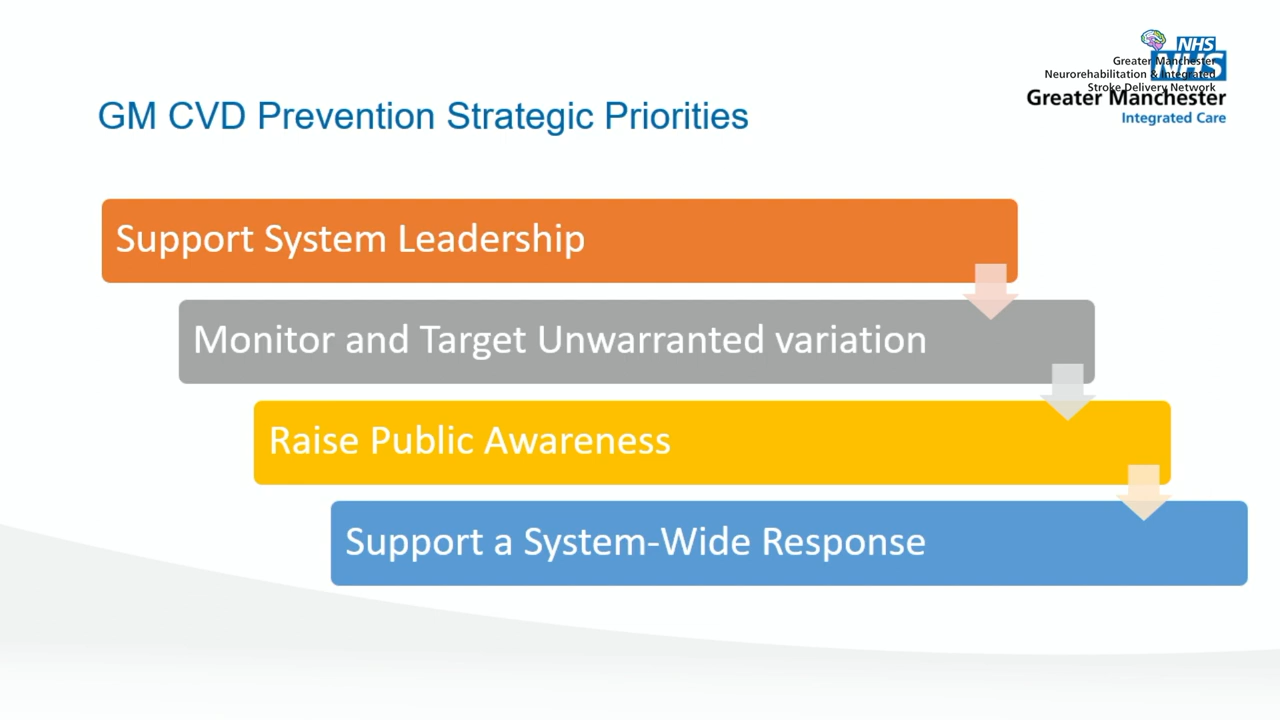 NHS
NHS
Greater Manchester
Neurorehabilitation & Integrated
Stroke Delivery Network
Greater Manchester
Integrated Care
GM CVD Prevention Strategic Priorities
Support System Leadership
Monitor and Target Unwarranted variation
Raise Public Awareness
Support a System-Wide Response